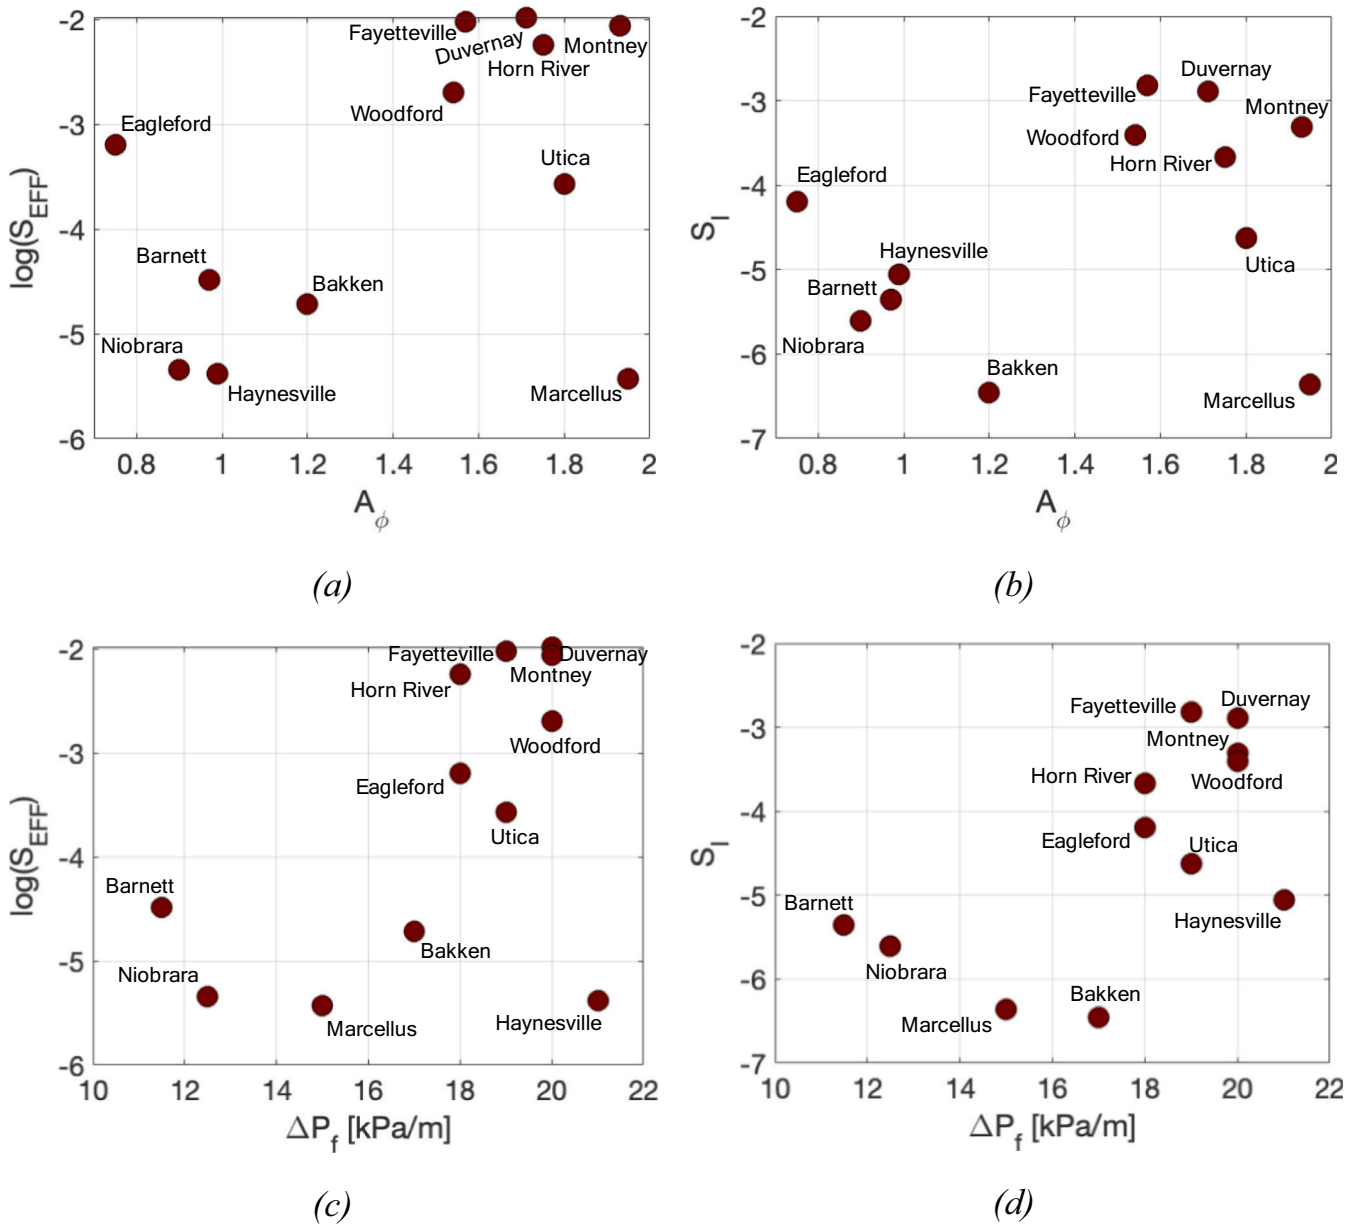 -2
-3
-4
-5
-6
log(S_EFF)
Fayetteville
Duvernay
Montney
Horn River
Woodford
Eagleford
Utica
Barnett
Bakken
Niobrara
Haynesville
Marcellus
0.8 1 1.2 1.4 1.6 1.8 2
A_ϕ
(a)
-2
-3
-4
-5
-6
-7
S_I
Duvernay
Fayetteville
Montney
Woodford
Horn River
Eagleford
Haynesville
Utica
Barnett
Niobrara
Bakken
Marcellus
0.8 1 1.2 1.4 1.6 1.8 2
A_ϕ
(b)
-2
-3
-4
-5
-6
log(S_EFF)
Fayetteville
Duvernay
Montney
Horn River
Woodford
Eagleford
Utica
Barnett
Bakken
Niobrara
Marcellus
Haynesville
10 12 14 16 18 20 22
ΔP_f [kPa/m]
(c)
-2
-3
-4
-5
-6
-7
S_I
Duvernay
Fayetteville
Montney
Horn River
Woodford
Eagleford
Utica
Barnett
Haynesville
Niobrara
Bakken
Marcellus
10 12 14 16 18 20 22
ΔP_f [kPa/m]
(d)